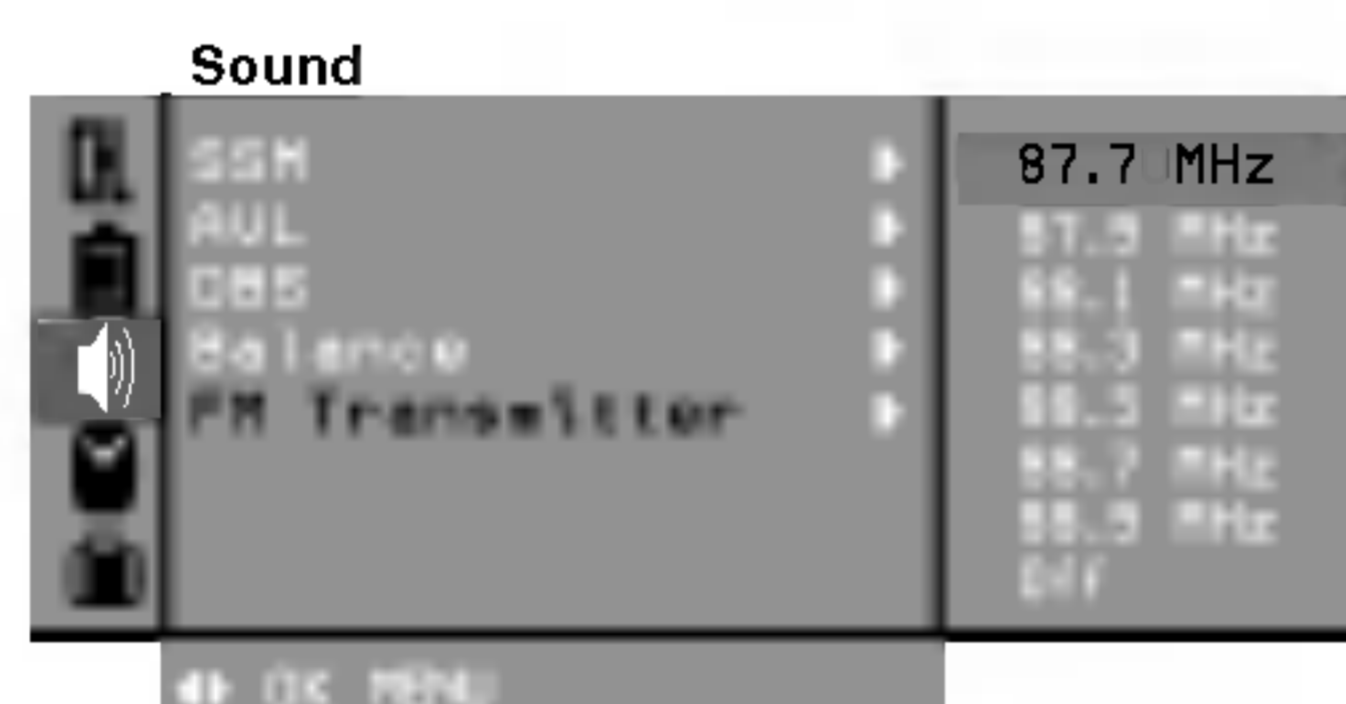 Sound
SSM
AVL
DBS
Balance
FM Transmitter
87.7 MHz
87.9 MHz
88.1 MHz
88.3 MHz
88.5 MHz
88.7 MHz
88.9 MHz
Off
OK MENU